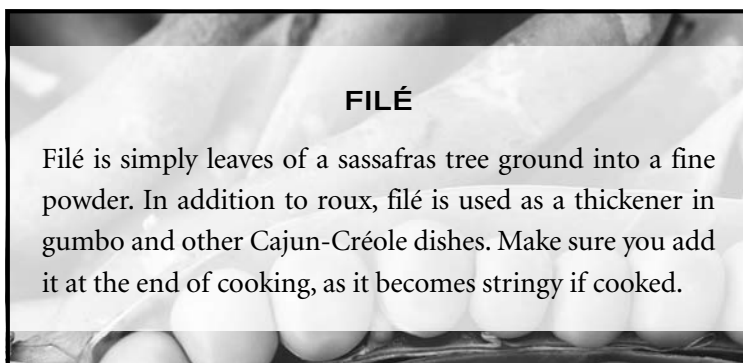 FILÉ
Filé is simply leaves of a sassafras tree ground into a fine
powder. In addition to roux, filé is used as a thickener in
gumbo and other Cajun-Créole dishes. Make sure you add
it at the end of cooking, as it becomes stringy if cooked.